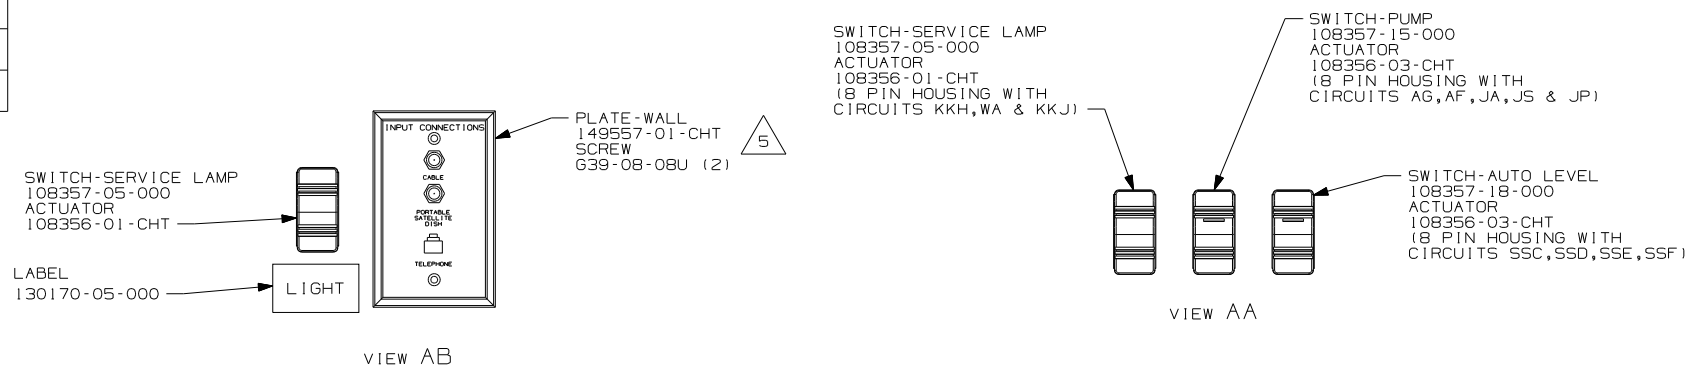 SWITCH-SERVICE LAMP
108357-05-000
ACTUATOR
108356-01-CHT
LABEL
130170-05-000
LIGHT
INPUT CONNECTIONS
CABLE
PORTABLE
SATELLITE
DISH
TELEPHONE
PLATE-WALL
149557-01-CHT
SCREW
G39-08-08U (2)
5
VIEW AB
SWITCH-SERVICE LAMP
108357-05-000
ACTUATOR
108356-01-CHT
(8 PIN HOUSING WITH
CIRCUITS KKH,WA & KKJ)
SWITCH-PUMP
108357-15-000
ACTUATOR
108356-03-CHT
(8 PIN HOUSING WITH
CIRCUITS AG,AF,JA,JS & JP)
SWITCH-AUTO LEVEL
108357-18-000
ACTUATOR
108356-03-CHT
(8 PIN HOUSING WITH
CIRCUITS SSC,SSD,SSE,SSF)
VIEW AA